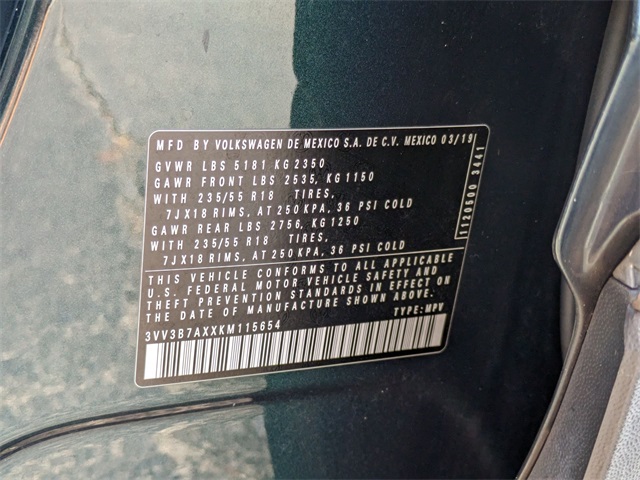 MFD BY VOLKSWAGEN DE MEXICO S.A. DE C.V. MEXICO 03/19
GVWR LBS 5181 KG 2350
GAWR FRONT LBS 2535, KG 1150
WITH 235/55 R18 TIRES,
7JX18 RIMS, AT 250 KPA, 36 PSI COLD
GAWR REAR LBS 2756, KG 1250
WITH 235/55 R18 TIRES,
7JX18 RIMS, AT 250 KPA, 36 PSI COLD
THIS VEHICLE CONFORMS TO ALL APPLICABLE
U.S. FEDERAL MOTOR VEHICLE SAFETY AND
THEFT PREVENTION STANDARDS IN EFFECT ON
THE DATE OF MANUFACTURE SHOWN ABOVE.
3VV3B7AXXKM115654 TYPE: MPV
1120500 3441